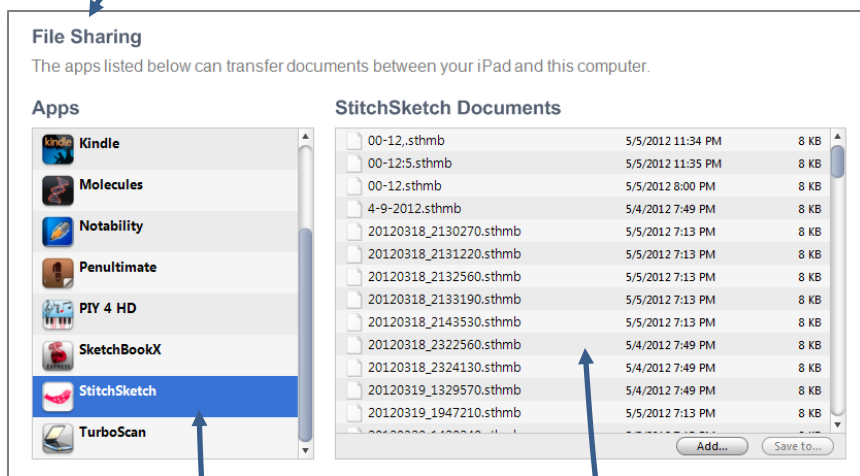 File Sharing
The apps listed below can transfer documents between your iPad and this computer.
Apps
Kindle
Molecules
Notability
Penultimate
PIY 4 HD
SketchBookX
StitchSketch
TurboScan
StitchSketch Documents
00-12,.sthmb 5/5/2012 11:34 PM 8 KB
00-12:5.sthmb 5/5/2012 11:35 PM 8 KB
00-12.sthmb 5/5/2012 8:00 PM 8 KB
4-9-2012.sthmb 5/4/2012 7:49 PM 8 KB
20120318_2130270.sthmb 5/5/2012 7:13 PM 8 KB
20120318_2131220.sthmb 5/5/2012 7:13 PM 8 KB
20120318_2132560.sthmb 5/5/2012 7:13 PM 8 KB
20120318_2133190.sthmb 5/5/2012 7:13 PM 8 KB
20120318_2143530.sthmb 5/5/2012 7:13 PM 8 KB
20120318_2322560.sthmb 5/4/2012 7:49 PM 8 KB
20120318_2324130.sthmb 5/4/2012 7:49 PM 8 KB
20120319_1329570.sthmb 5/4/2012 7:49 PM 8 KB
20120319_1947210.sthmb 5/5/2012 7:13 PM 8 KB
Add... Save to...